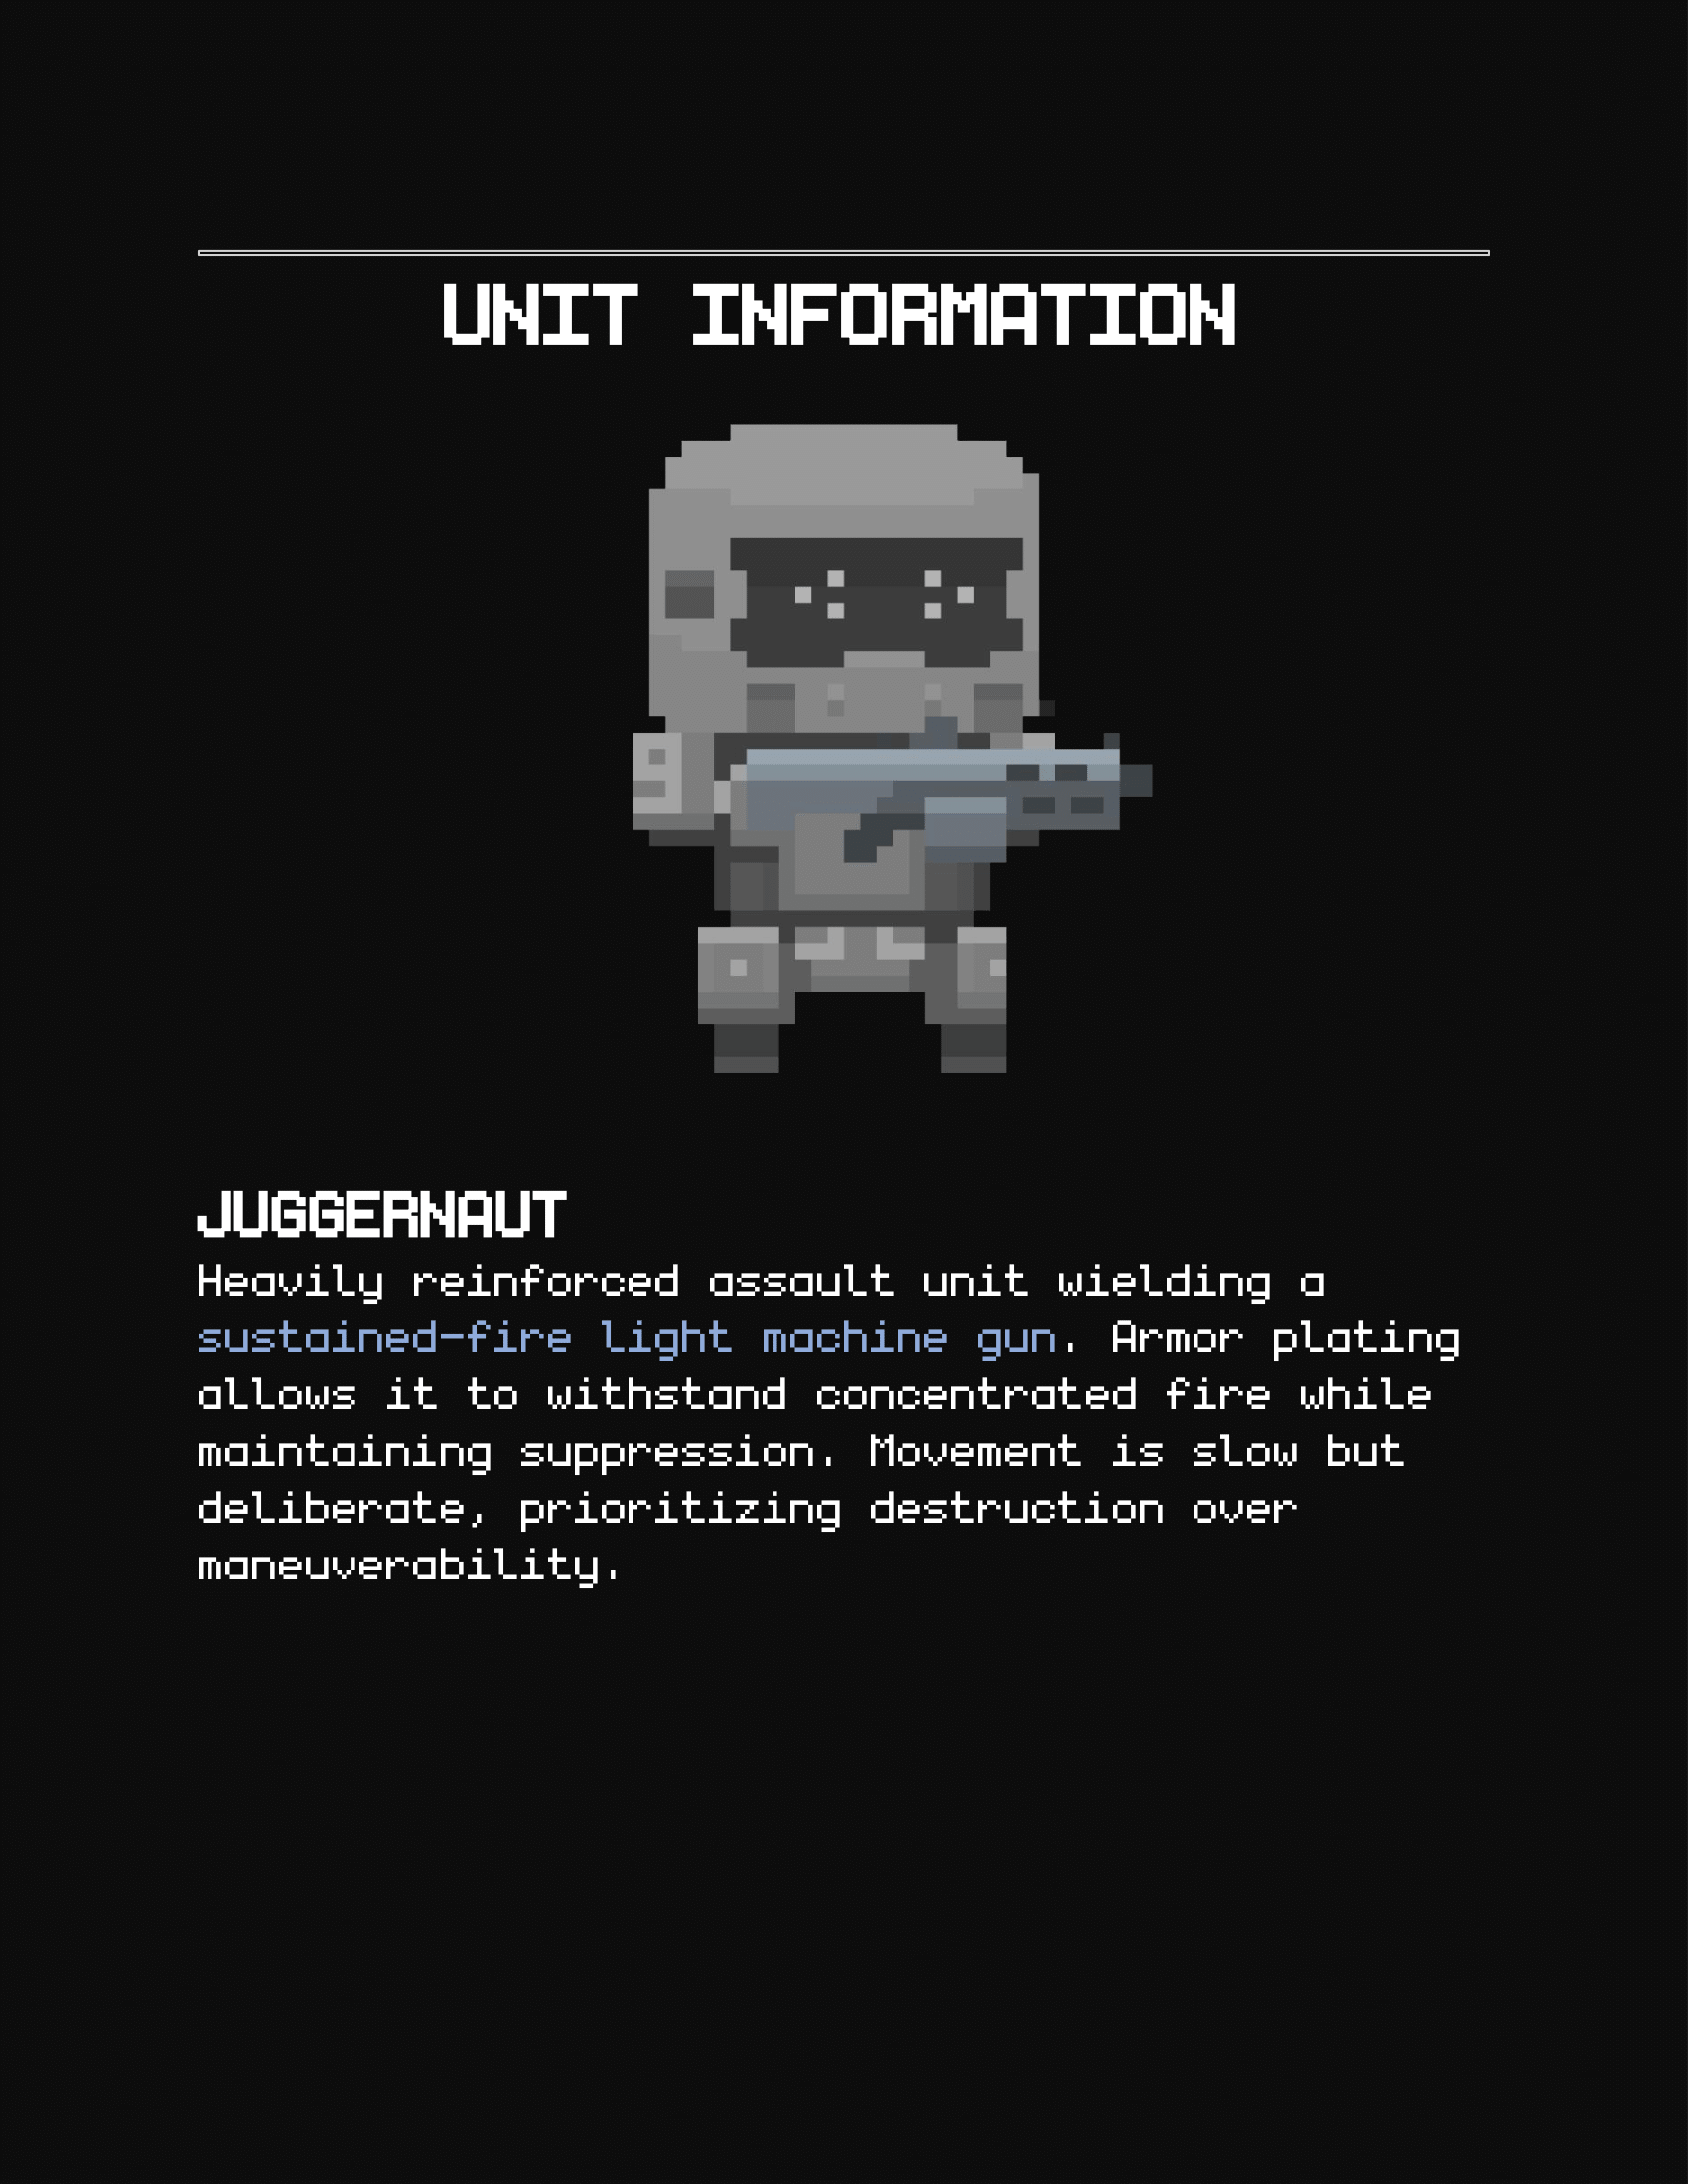 UNIT INFORMATION
JUGGERNAUT
Heavily reinforced assault unit wielding a
sustained-fire light machine gun. Armor plating
allows it to withstand concentrated fire while
maintaining suppression. Movement is slow but
deliberate, prioritizing destruction over
maneuverability.